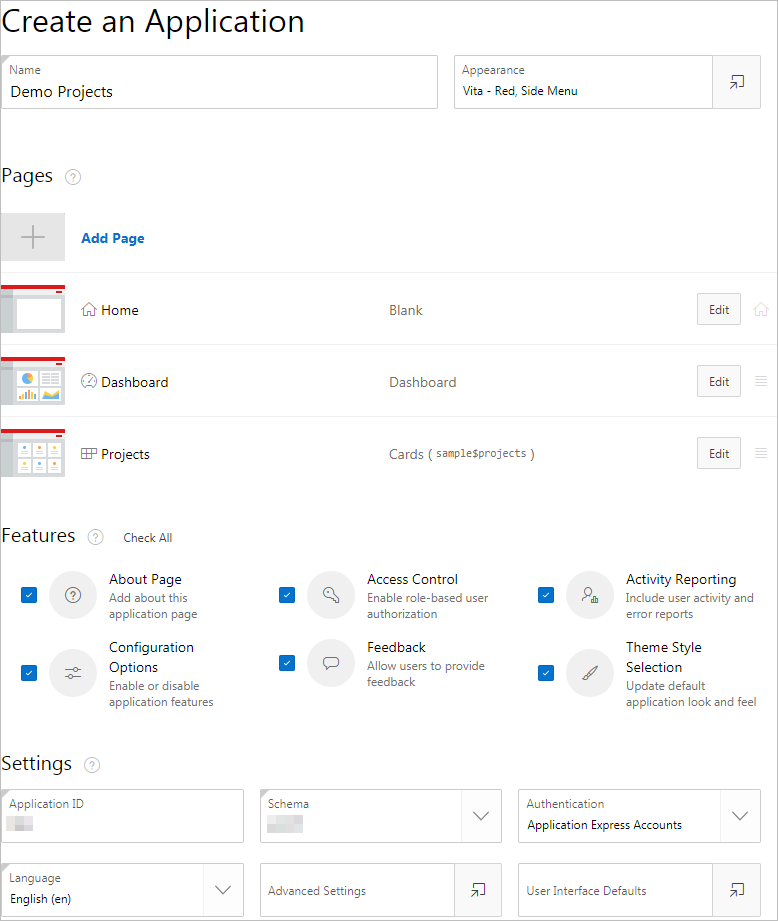 Create an Application
Name
Demo Projects
Appearance
Vita - Red, Side Menu
Pages
?
Add Page
Home
Blank
Edit
Dashboard
Dashboard
Edit
Projects
Cards ( sample$projects )
Edit
Features
?
Check All
?
About Page
Add about this
application page
Access Control
Enable role-based user
authorization
Activity Reporting
Include user activity and
error reports
Configuration
Options
Enable or disable
application features
Feedback
Allow users to provide
feedback
Theme Style
Selection
Update default
application look and feel
Settings
?
Application ID
Schema
Authentication
Application Express Accounts
Language
English (en)
Advanced Settings
User Interface Defaults